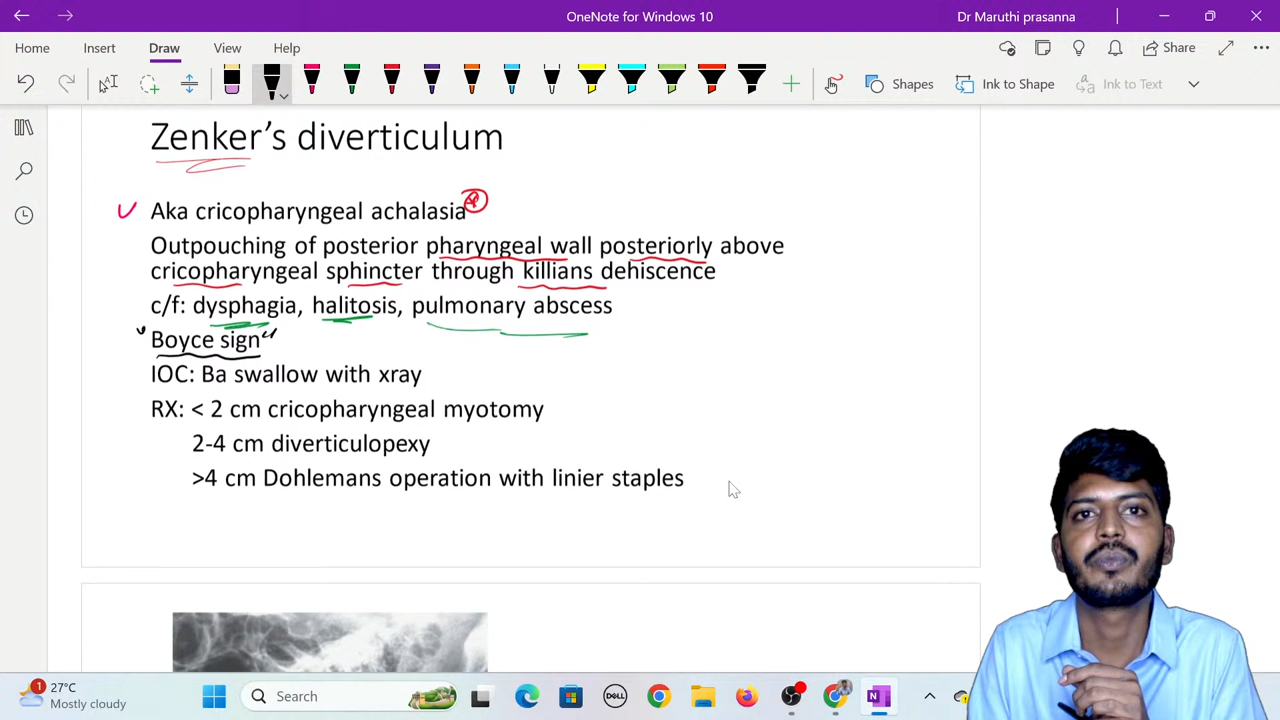 OneNote for Windows 10
Dr Maruthi prasanna
Home
Insert
Draw
View
Help
Share
Shapes
Ink to Shape
Ink to Text
Zenker's diverticulum
Aka cricopharyngeal achalasia
Outpouching of posterior pharyngeal wall posteriorly above
cricopharyngeal sphincter through killians dehiscence
c/f: dysphagia, halitosis, pulmonary abscess
Boyce sign
IOC: Ba swallow with xray
RX: < 2 cm cricopharyngeal myotomy
2-4 cm diverticulopexy
>4 cm Dohlemans operation with linier staples
1
27°C
Mostly cloudy
Search
DELL